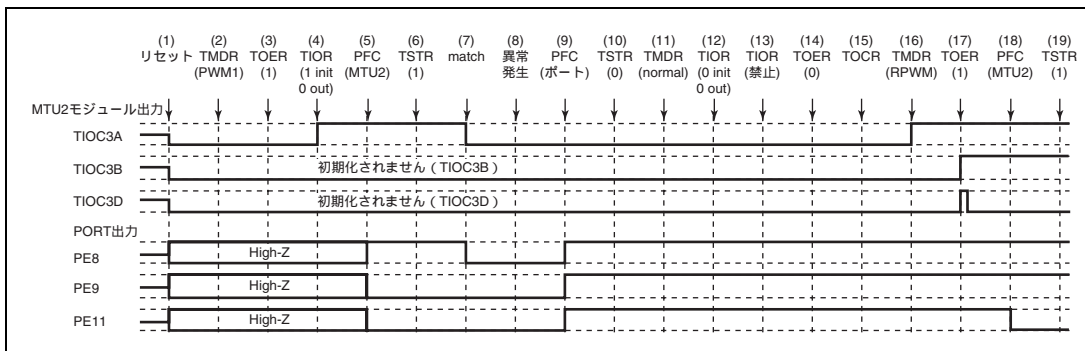 (1) (2) (3) (4) (5) (6) (7) (8) (9) (10) (11) (12) (13) (14) (15) (16) (17) (18) (19)
リセット TMDR TOER TIOR PFC TSTR match 異常 PFC TSTR TMDR TIOR TIOR TOER TOCR TMDR TOER PFC TSTR
(PWM1) (1) (1 init (MTU2) (1) 発生 (ポート) (0) (normal) (0 init (禁止) (0) (RPWM) (1) (MTU2) (1)
0 out) 0 out)
MTU2モジュール出力
TIOC3A
TIOC3B 初期化されません(TIOC3B)
TIOC3D 初期化されません(TIOC3D)
PORT出力
PE8 High-Z
PE9 High-Z
PE11 High-Z